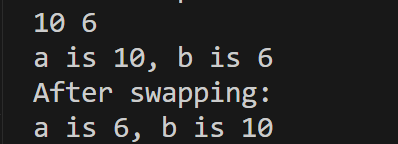 10 6
a is 10, b is 6
After swapping:
a is 6, b is 10